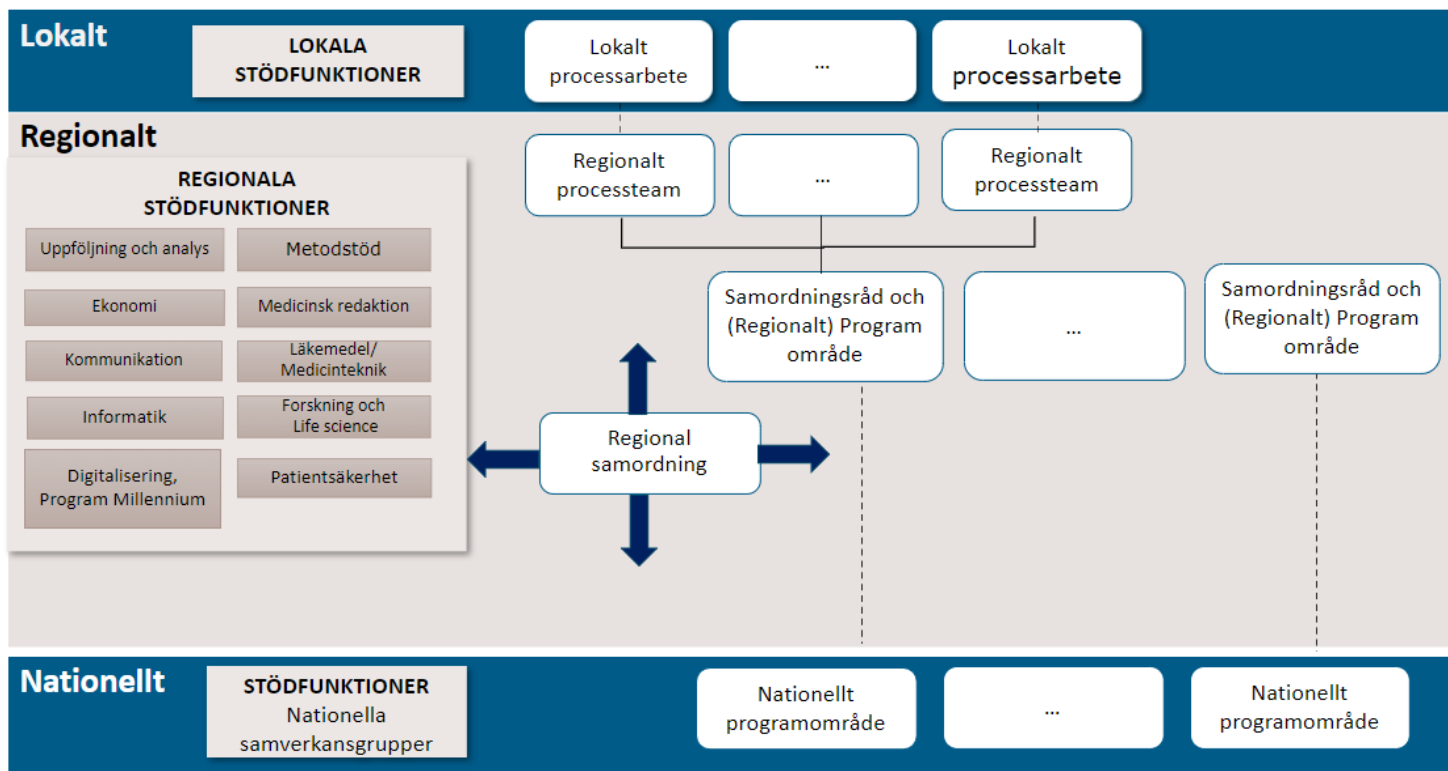 Lokalt
LOKALA
STÖDFUNKTIONER
Lokalt
processarbete
...
Lokalt
processarbete
Regionalt
REGIONALA
STÖDFUNKTIONER
Uppföljning och analys
Metodstöd
Ekonomi
Medicinsk redaktion
Kommunikation
Läkemedel/
Medicinteknik
Informatik
Forskning och
Life science
Digitalisering,
Program Millennium
Patientsäkerhet
Regionalt
processteam
...
Regionalt
processteam
Samordningsråd och
(Regionalt) Program
område
...
Samordningsråd och
(Regionalt) Program
område
Regional
samordning
Nationellt
STÖDFUNKTIONER
Nationella
samverkansgrupper
Nationellt
programområde
...
Nationellt
programområde